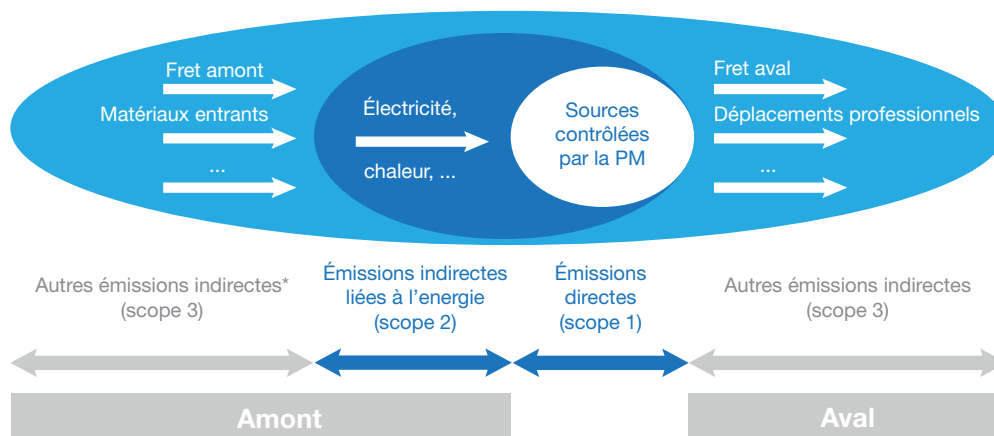 Fret amont
Matériaux entrants
...
Électricité,
chaleur, ...
Sources
contrôlées
par la PM
Fret aval
Déplacements professionnels
...
Autres émissions indirectes*
(scope 3)
Émissions indirectes
liées à l'energie
(scope 2)
Émissions
directes
(scope 1)
Autres émissions indirectes
(scope 3)
Amont
Aval